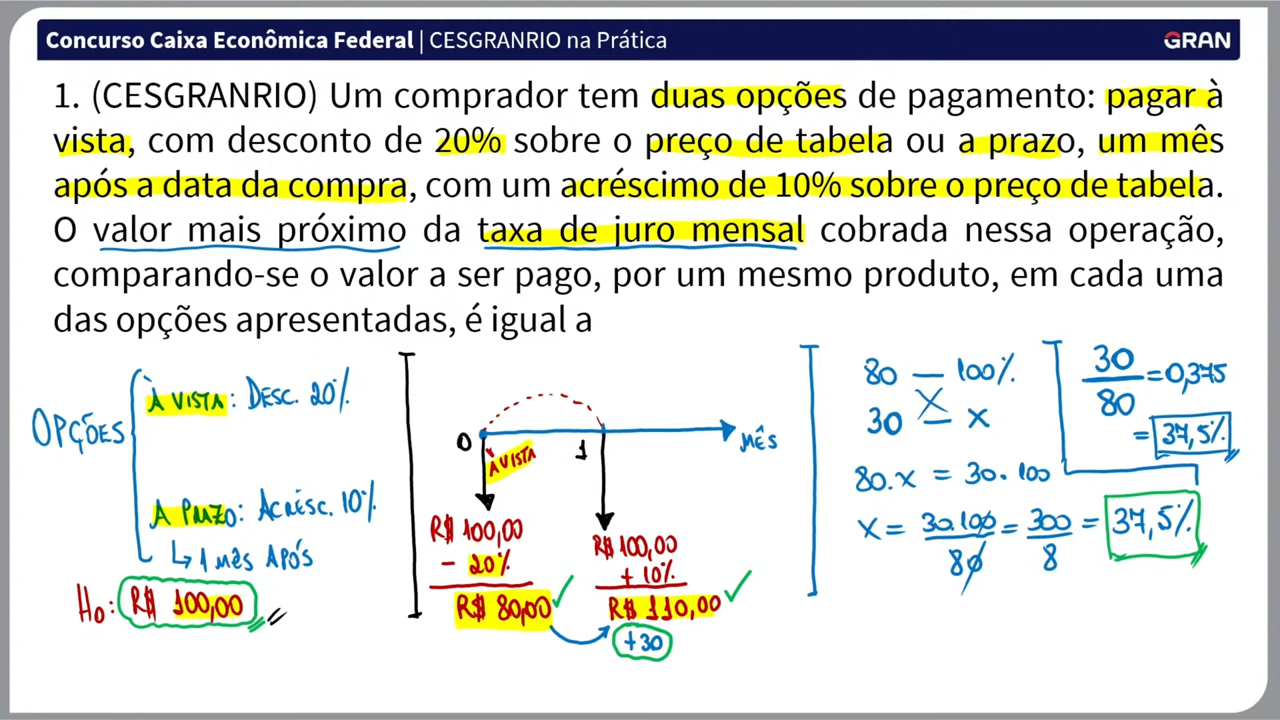 Concurso Caixa Econômica Federal | CESGRANRIO na Prática
GRAN
1. (CESGRANRIO) Um comprador tem duas opções de pagamento: pagar à
vista, com desconto de 20% sobre o preço de tabela ou a prazo, um mês
após a data da compra, com um acréscimo de 10% sobre o preço de tabela.
O valor mais próximo da taxa de juro mensal cobrada nessa operação,
comparando-se o valor a ser pago, por um mesmo produto, em cada uma
das opções apresentadas, é igual a
OPÇÕES
À VISTA: DESC. 20%
A PRAZO: ACRÉSC. 10%
↳ 1 MÊS APÓS
Ho: R$ 100,00
0
1
MÊS
À VISTA
R$ 100,00
- 20%
R$ 80,00
R$ 100,00
+ 10%
R$ 110,00
+30
80 — 100%
30 — x
80.x = 30.100
x = 30.100/80 = 300/8 = 37,5%
30/80 = 0,375
= 37,5%